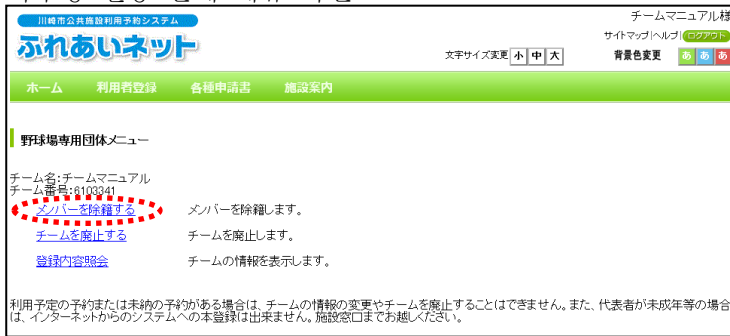 川崎市公共施設利用予約システム
ふれあいネット
チームマニュアル様
サイトマップ|ヘルプ|ログアウト
文字サイズ変更 小 中 大 背景色変更 あ あ あ
ホーム 利用者登録 各種申請書 施設案内
野球場専用団体メニュー
チーム名:チームマニュアル
チーム番号:6103341
メンバーを除籍する メンバーを除籍します。
チームを廃止する チームを廃止します。
登録内容照会 チームの情報を表示します。
利用予定の予約または未納の予約がある場合は、チームの情報の変更やチームを廃止することはできません。また、代表者が未成年等の場合
は、インターネットからのシステムへの本登録は出来ません。施設窓口までお越しください。